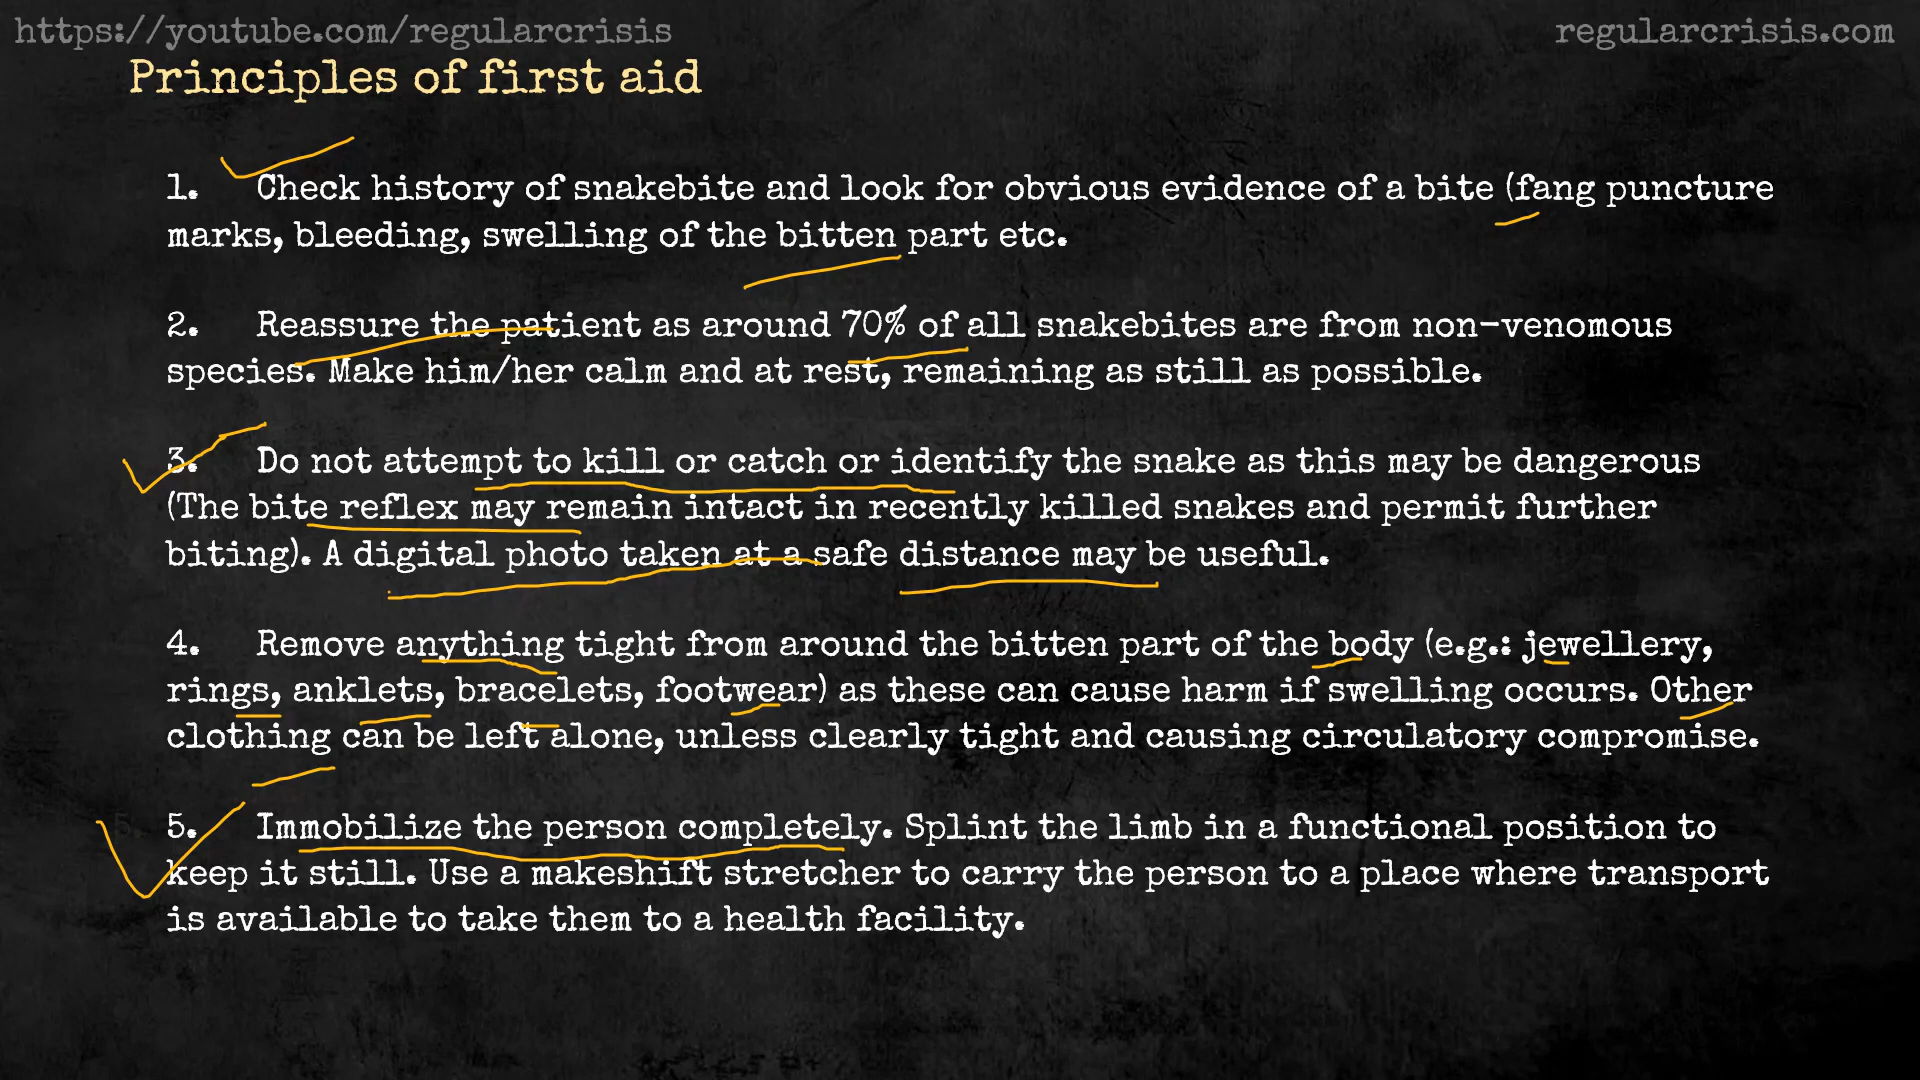 https://youtube.com/regularcrisis
regularcrisis.com
Principles of first aid
1. Check history of snakebite and look for obvious evidence of a bite (fang puncture
marks, bleeding, swelling of the bitten part etc.
2. Reassure the patient as around 70% of all snakebites are from non-venomous
species. Make him/her calm and at rest, remaining as still as possible.
3. Do not attempt to kill or catch or identify the snake as this may be dangerous
(The bite reflex may remain intact in recently killed snakes and permit further
biting). A digital photo taken at a safe distance may be useful.
4. Remove anything tight from around the bitten part of the body (e.g.: jewellery,
rings, anklets, bracelets, footwear) as these can cause harm if swelling occurs. Other
clothing can be left alone, unless clearly tight and causing circulatory compromise.
5. Immobilize the person completely. Splint the limb in a functional position to
keep it still. Use a makeshift stretcher to carry the person to a place where transport
is available to take them to a health facility.